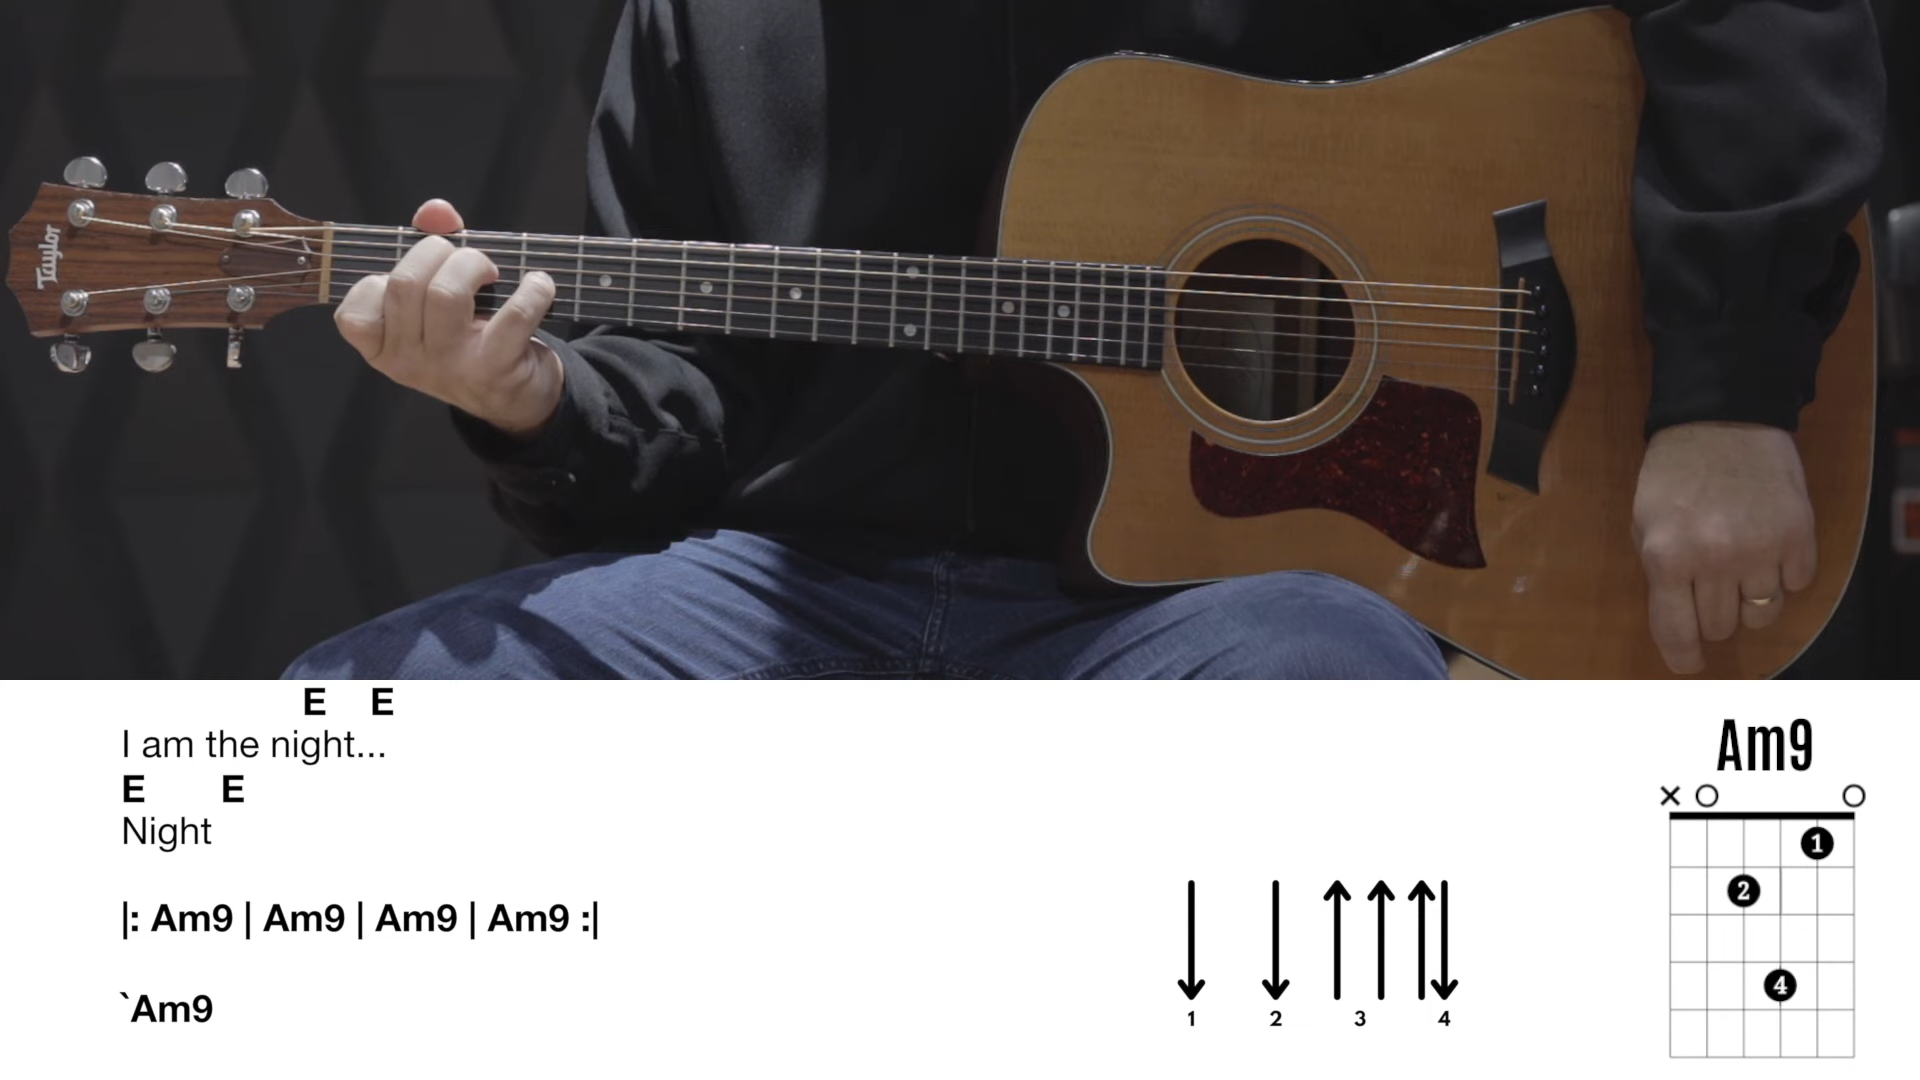 Taylor
E E
I am the night...
E E
Night
|: Am9 | Am9 | Am9 | Am9 :|
`Am9
1 2 3 4
Am9
× ○ ○
1
2
4